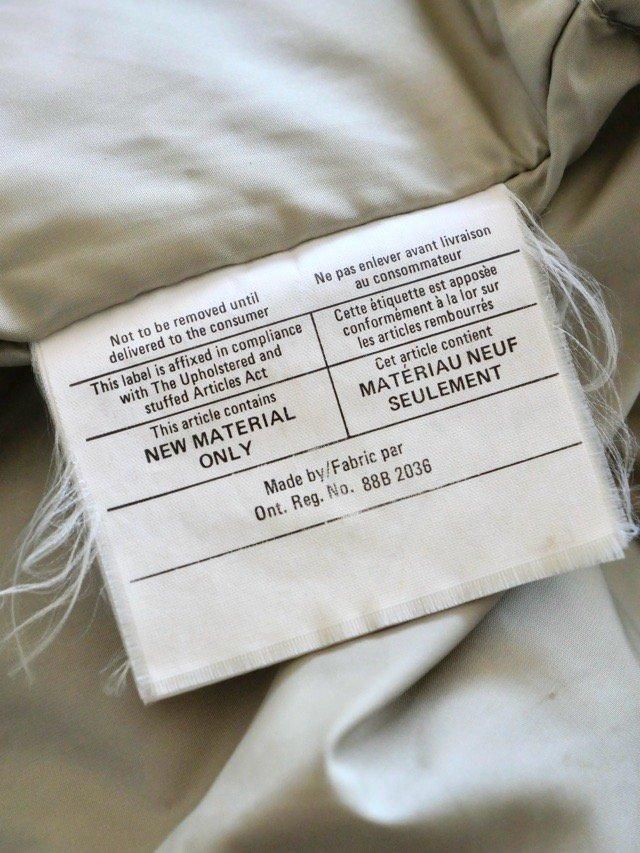 Not to be removed until
delivered to the consumer
Ne pas enlever avant livraison
au consommateur
This label is affixed in compliance
with The Upholstered and
stuffed Articles Act
Cette étiquette est apposée
conformément à la lor sur
les articles rembourrés
This article contains
NEW MATERIAL
ONLY
Cet article contient
MATÉRIAU NEUF
SEULEMENT
Made by/Fabric par
Ont. Reg. No. 88B 2036